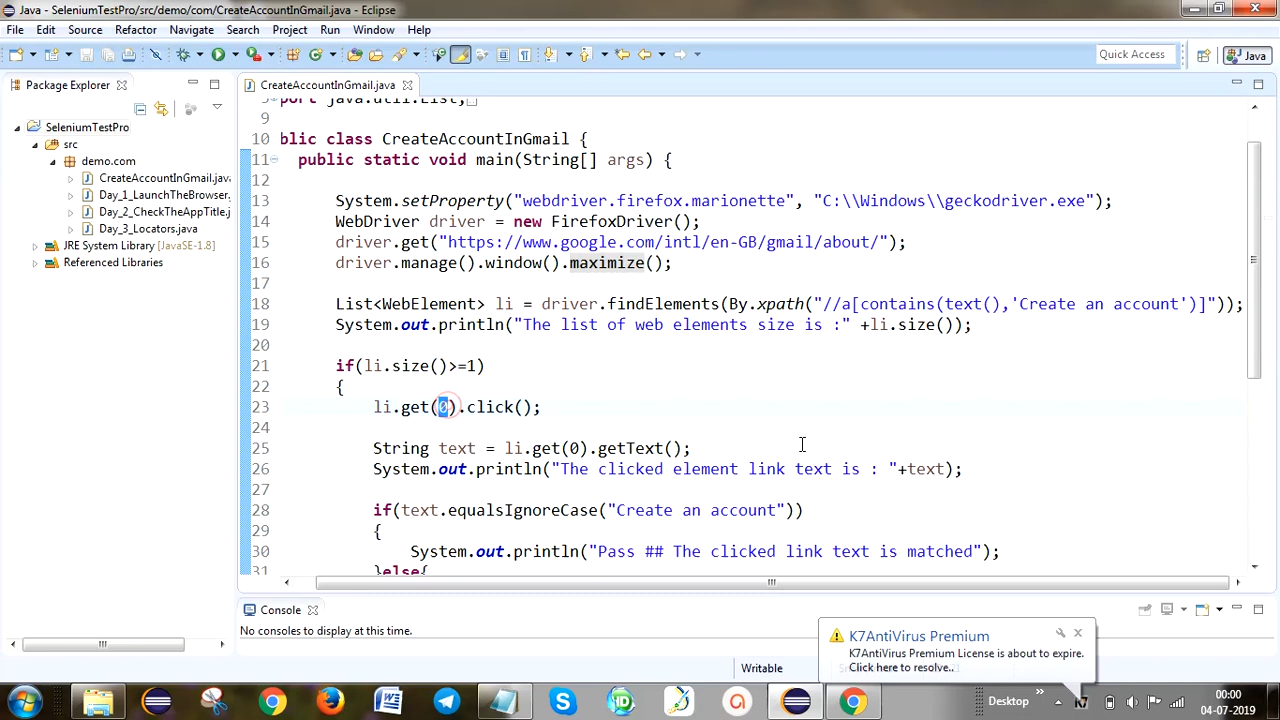 Java - SeleniumTestPro/src/demo/com/CreateAccountInGmail.java - Eclipse
File Edit Source Refactor Navigate Search Project Run Window Help
Quick Access
Java
Package Explorer
CreateAccountInGmail.java
SeleniumTestPro
src
demo.com
CreateAccountInGmail.java
Day_1_LaunchTheBrowser.
Day_2_CheckTheAppTitle.j
Day_3_Locators.java
JRE System Library [JavaSE-1.8]
Referenced Libraries
port java.util.List;
9
10 blic class CreateAccountInGmail {
11 public static void main(String[] args) {
12
13 System.setProperty("webdriver.firefox.marionette", "C:\\Windows\\geckodriver.exe");
14 WebDriver driver = new FirefoxDriver();
15 driver.get("https://www.google.com/intl/en-GB/gmail/about/");
16 driver.manage().window().maximize();
17
18 List<WebElement> li = driver.findElements(By.xpath("//a[contains(text(),'Create an account')]"));
19 System.out.println("The list of web elements size is :" +li.size());
20
21 if(li.size()>=1)
22 {
23 li.get(0).click();
24
25 String text = li.get(0).getText();
26 System.out.println("The clicked element link text is : "+text);
27
28 if(text.equalsIgnoreCase("Create an account"))
29 {
30 System.out.println("Pass ## The clicked link text is matched");
31 }else{
Console
No consoles to display at this time.
K7AntiVirus Premium
K7AntiVirus Premium License is about to expire.
Click here to resolve..
Writable
Desktop
00:00
04-07-2019